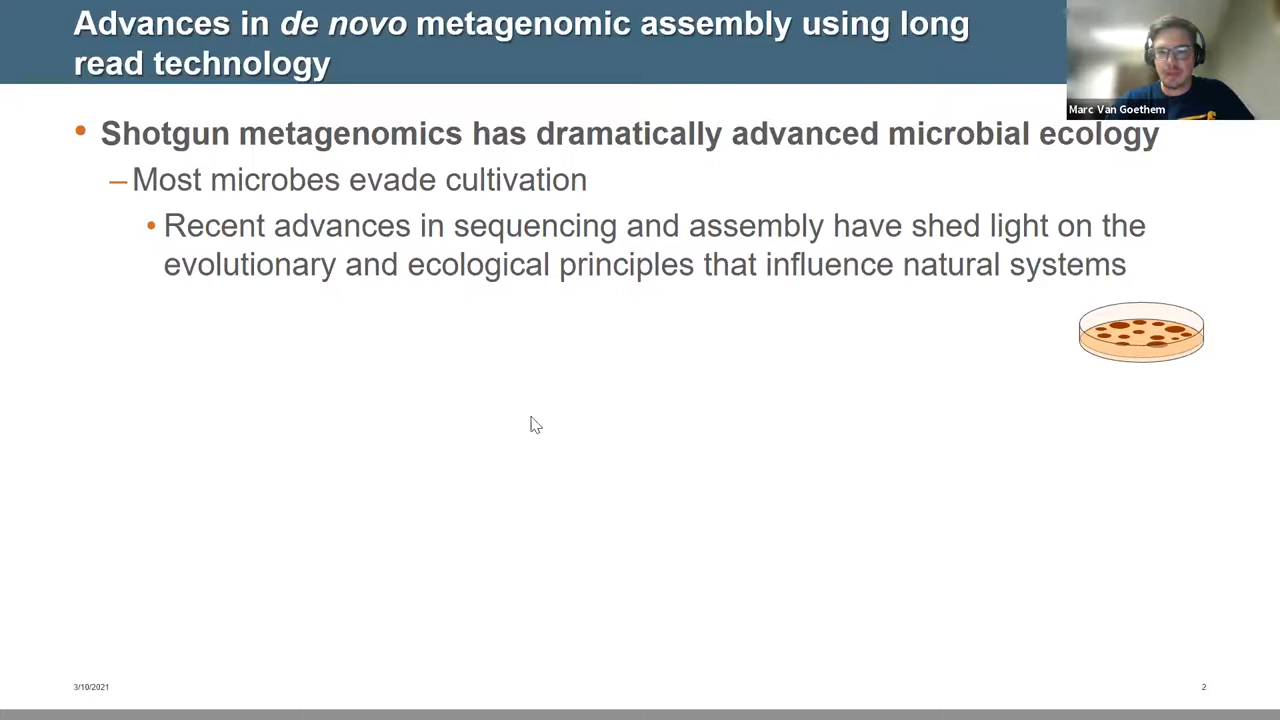 Advances in de novo metagenomic assembly using long
read technology
Marc Van Goethem
• Shotgun metagenomics has dramatically advanced microbial ecology
– Most microbes evade cultivation
• Recent advances in sequencing and assembly have shed light on the
evolutionary and ecological principles that influence natural systems
3/10/2021
2